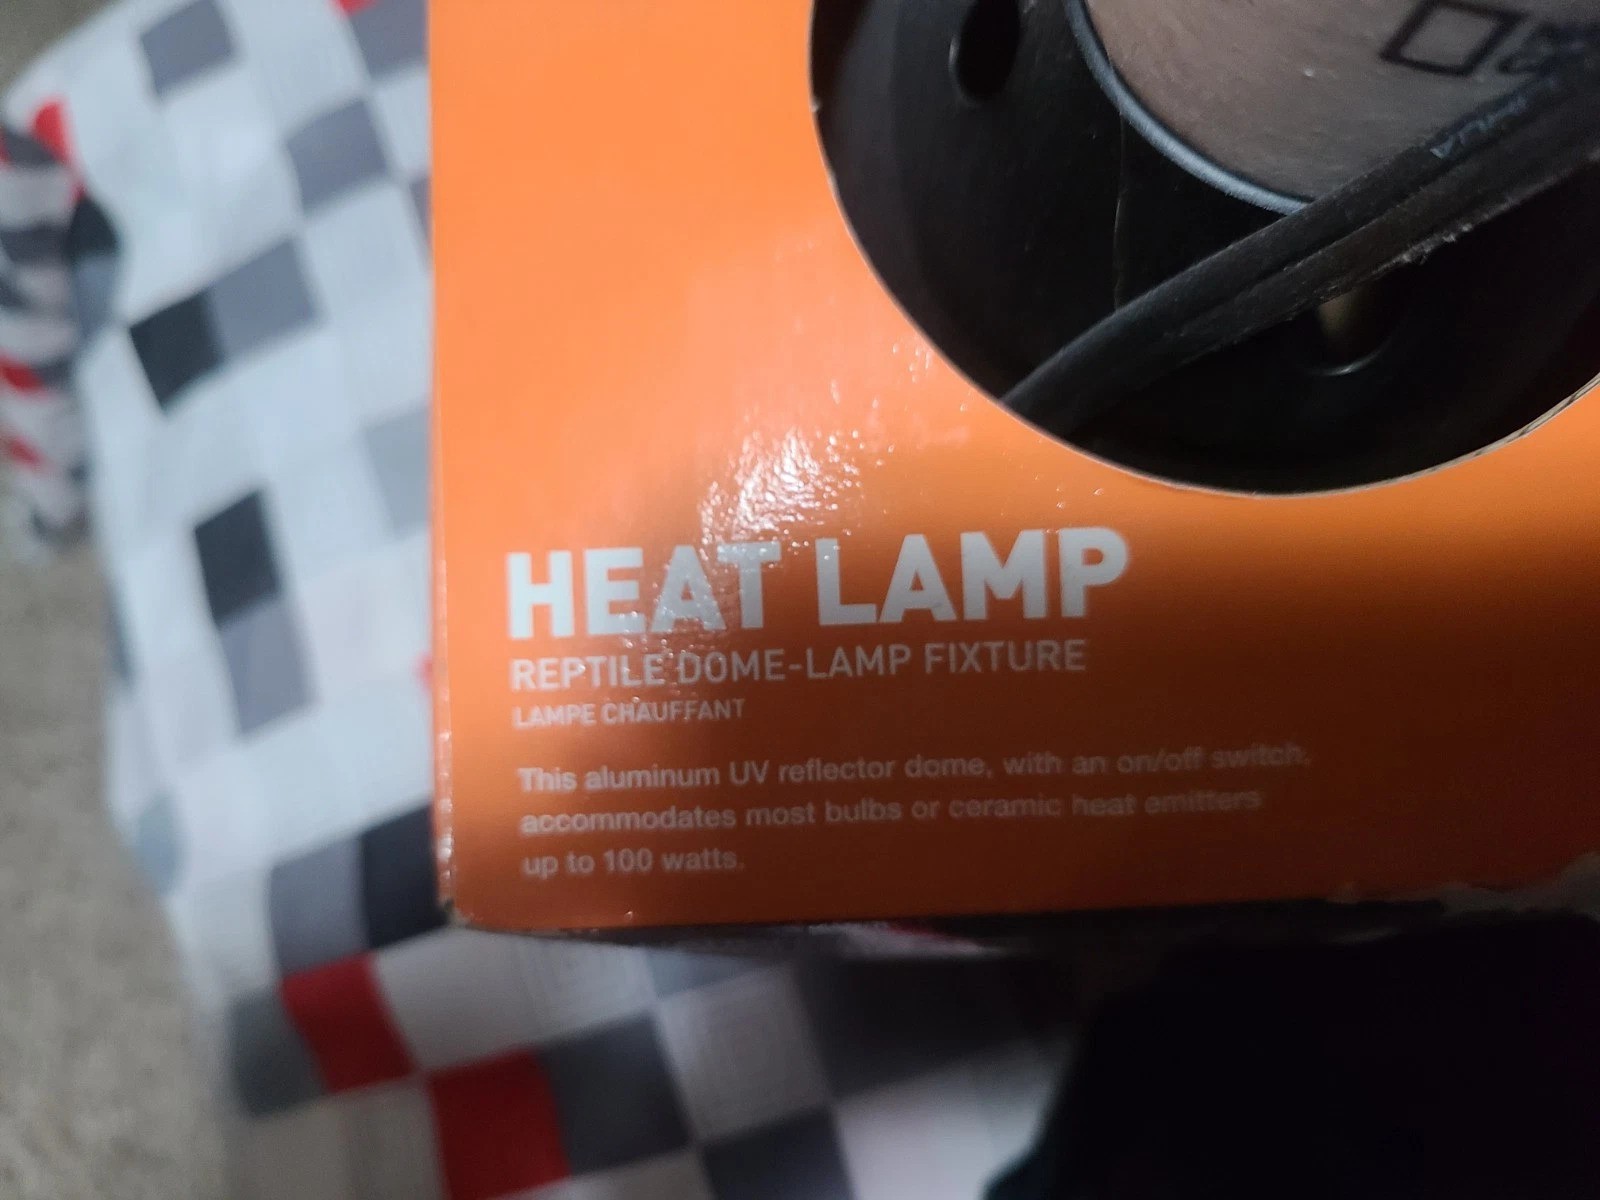 HEAT LAMP
REPTILE DOME-LAMP FIXTURE
LAMPE CHAUFFANT
This aluminum UV reflector dome, with an on/off switch,
accommodates most bulbs or ceramic heat emitters
up to 100 watts.